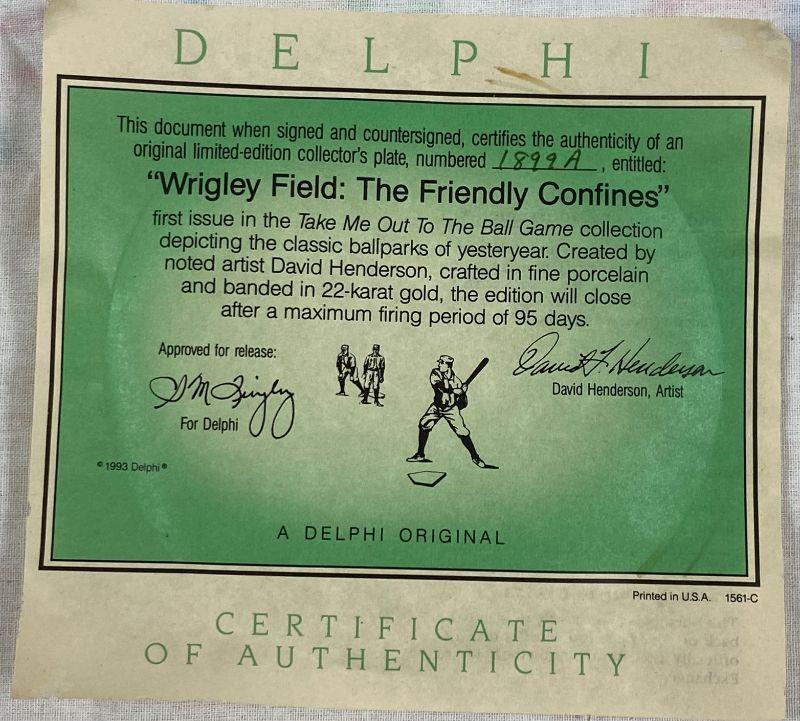 DELPHI
This document when signed and countersigned, certifies the authenticity of an
original limited-edition collector's plate, numbered 1899A, entitled:
"Wrigley Field: The Friendly Confines"
first issue in the Take Me Out To The Ball Game collection
depicting the classic ballparks of yesteryear. Created by
noted artist David Henderson, crafted in fine porcelain
and banded in 22-karat gold, the edition will close
after a maximum firing period of 95 days.
Approved for release:
For Delphi
David F. Henderson
David Henderson, Artist
© 1993 Delphi®
A DELPHI ORIGINAL
Printed in U.S.A. 1561-C
CERTIFICATE
OF AUTHENTICITY